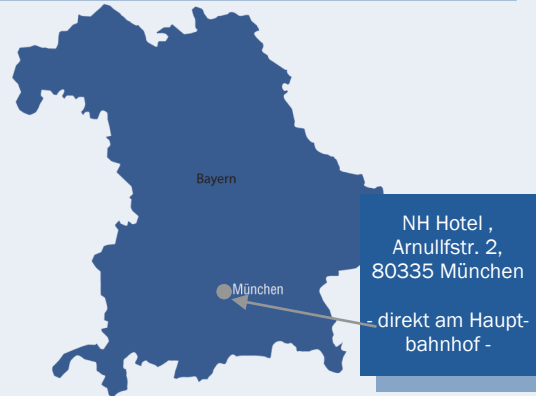 Bayern
München
NH Hotel ,
Arnullfstr. 2,
80335 München
- direkt am Haupt-
bahnhof -